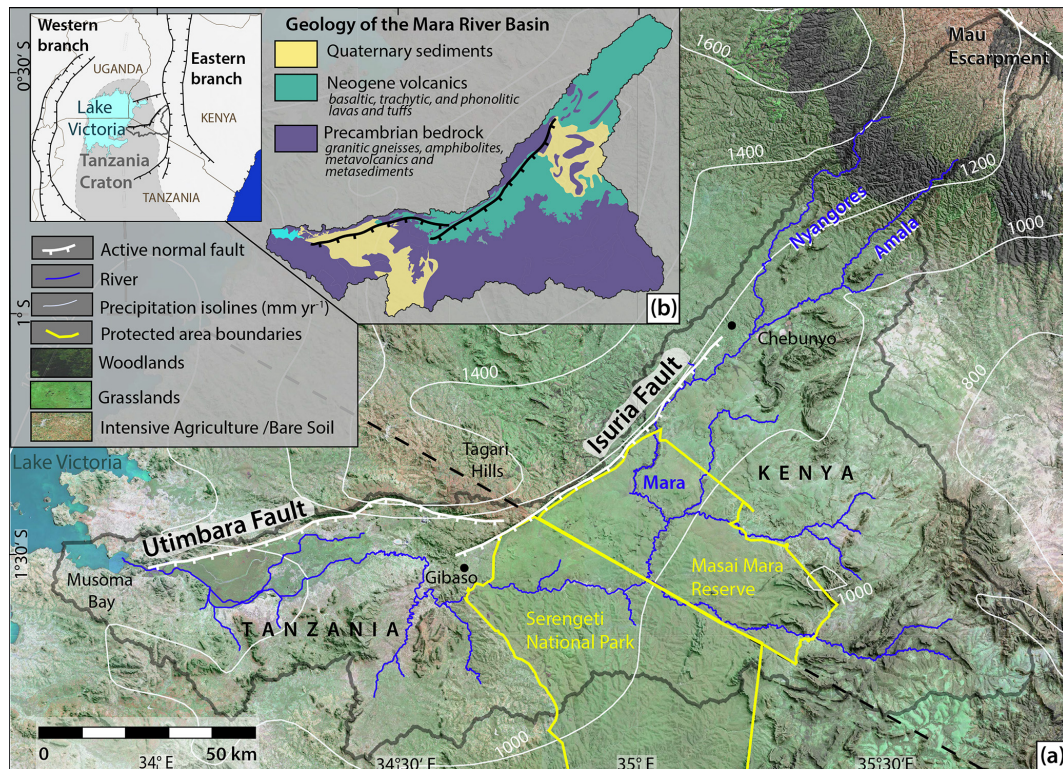 Western
branch
UGANDA
Eastern
branch
Lake
Victoria
KENYA
Tanzania
Craton
TANZANIA
Geology of the Mara River Basin
Quaternary sediments
Neogene volcanics
basaltic, trachytic, and phonolitic
lavas and tuffs
Precambrian bedrock
granitic gneisses, amphibolites,
metavolcanics and
metasediments
(b)
Active normal fault
River
Precipitation isolines (mm yr⁻¹)
Protected area boundaries
Woodlands
Grasslands
Intensive Agriculture /Bare Soil
0°30′ S
1° S
1°30′ S
1600
Mau
Escarpment
1400
1200
1000
Nyangores
Amala
Chebunyo
800
1400
Isuria Fault
Tagari
Hills
KENYA
Mara
Lake Victoria
Utimbara Fault
Musoma
Bay
Gibaso
Masai Mara
Reserve
1000
TANZANIA
Serengeti
National Park
1000
0
50 km
34° E
34°30′ E
35° E
35°30′ E
(a)